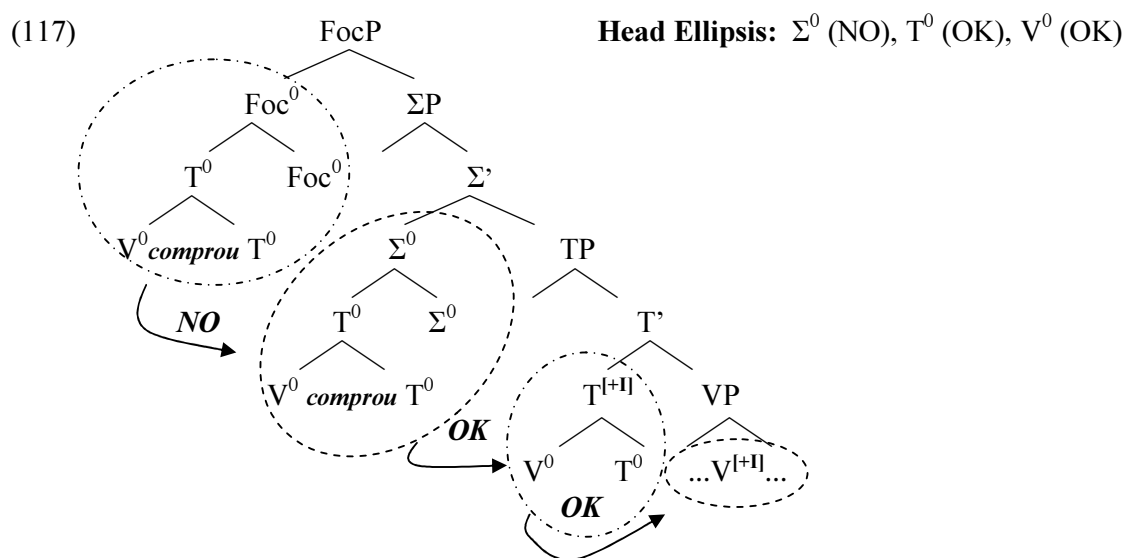 (117) FocP Head Ellipsis: Σ⁰ (NO), T⁰ (OK), V⁰ (OK)
Foc⁰ ΣP
T⁰ Foc⁰ Σ’
V⁰ comprou T⁰ Σ⁰ TP
NO T⁰ Σ⁰ T’
V⁰ comprou T⁰ T[+I] VP
OK V⁰ T⁰ ...V[+I]...
OK